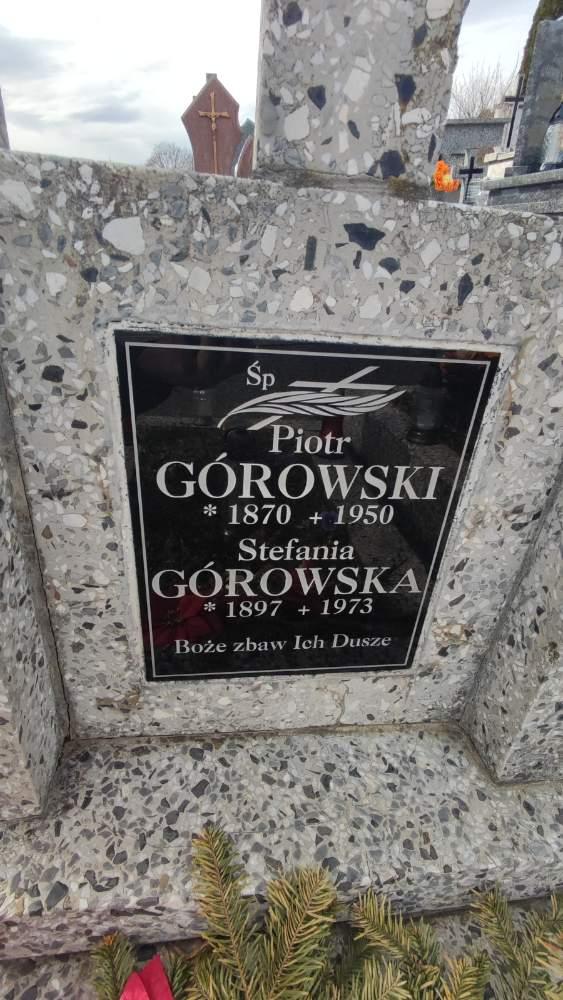 Śp
Piotr
GÓROWSKI
* 1870 + 1950
Stefania
GÓROWSKA
* 1897 + 1973
Boże zbaw Ich Dusze